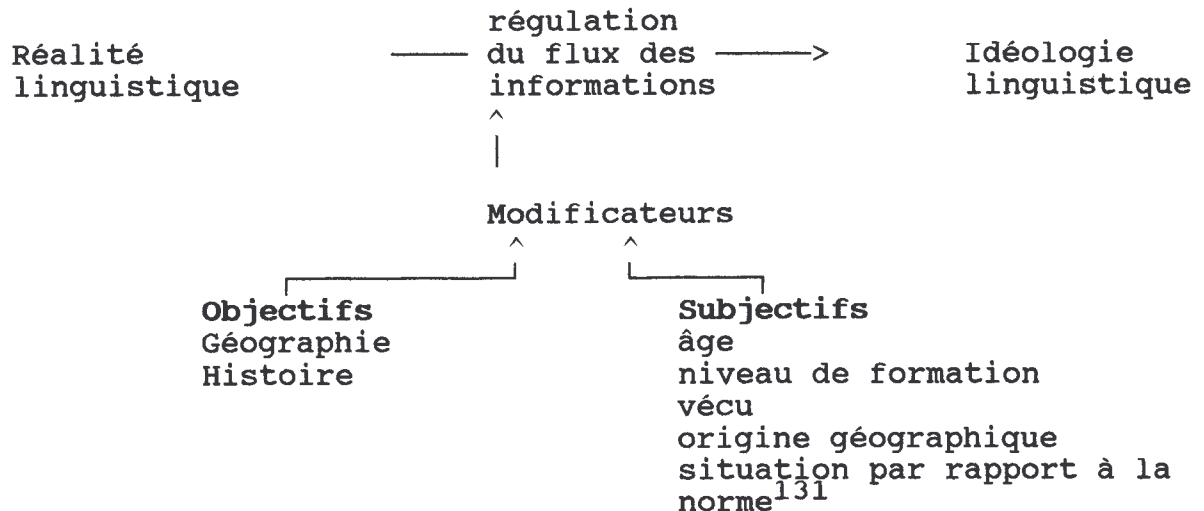 régulation
Réalité du flux des Idéologie
linguistique informations linguistique
Modificateurs
Objectifs Subjectifs
Géographie âge
Histoire niveau de formation
vécu
origine géographique
situation par rapport à la
norme131